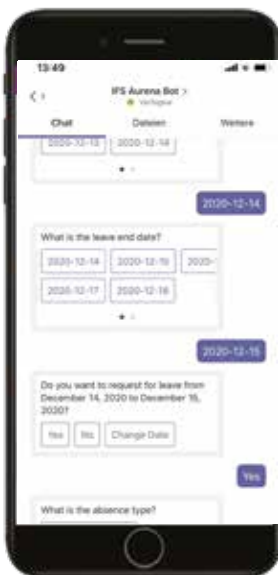 13:49
IFS Aurena Bot >
Verfügbar
Chat Dateien Weitere
2020-12-13 2020-12-14
2020-12-14
What is the leave end date?
2020-12-14 2020-12-15 2020-
2020-12-17 2020-12-18
2020-12-15
Do you want to request for leave from
December 14, 2020 to December 15,
2020?
Yes No Change Date
Yes
What is the absence type?